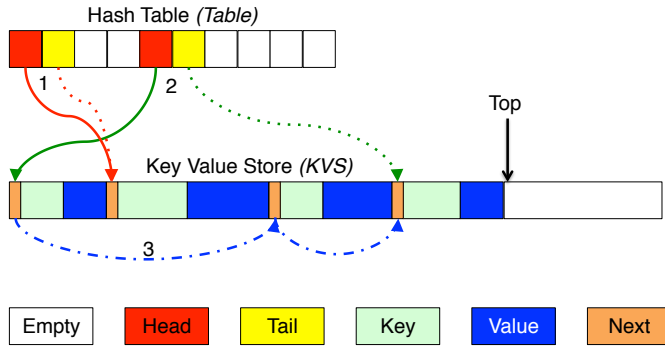 Hash Table (Table)
1
2
Top
Key Value Store (KVS)
3
Empty
Head
Tail
Key
Value
Next